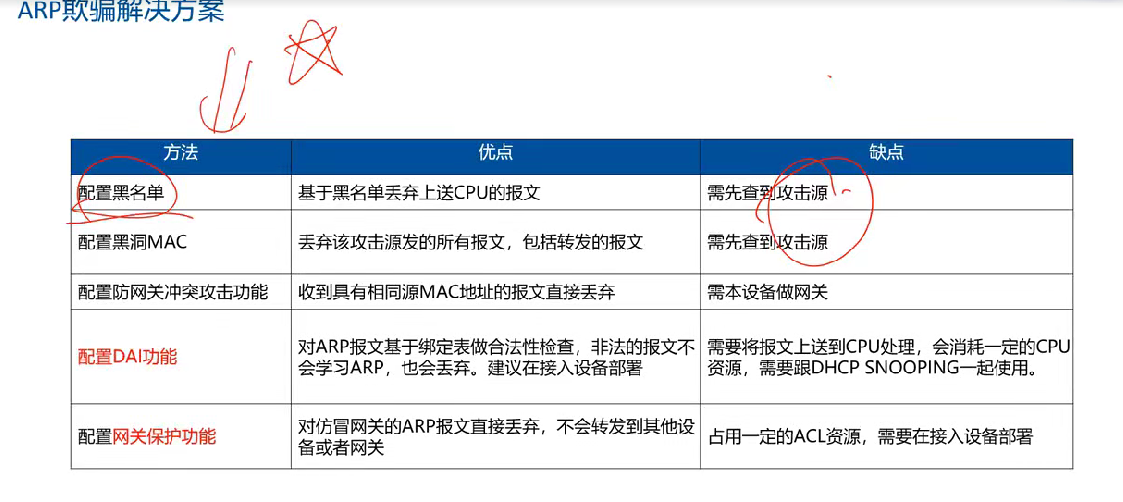 ARP欺骗解决方案
方法 优点 缺点
配置黑名单 基于黑名单丢弃上送CPU的报文 需先查到攻击源
配置黑洞MAC 丢弃该攻击源发的所有报文，包括转发的报文 需先查到攻击源
配置防网关冲突攻击功能 收到具有相同源MAC地址的报文直接丢弃 需本设备做网关
配置DAI功能
对ARP报文基于绑定表做合法性检查，非法的报文不
会学习ARP，也会丢弃。建议在接入设备部署
需要将报文上送到CPU处理，会消耗一定的CPU
资源，需要跟DHCP SNOOPING一起使用。
配置网关保护功能
对仿冒网关的ARP报文直接丢弃，不会转发到其他设
备或者网关
占用一定的ACL资源，需要在接入设备部署